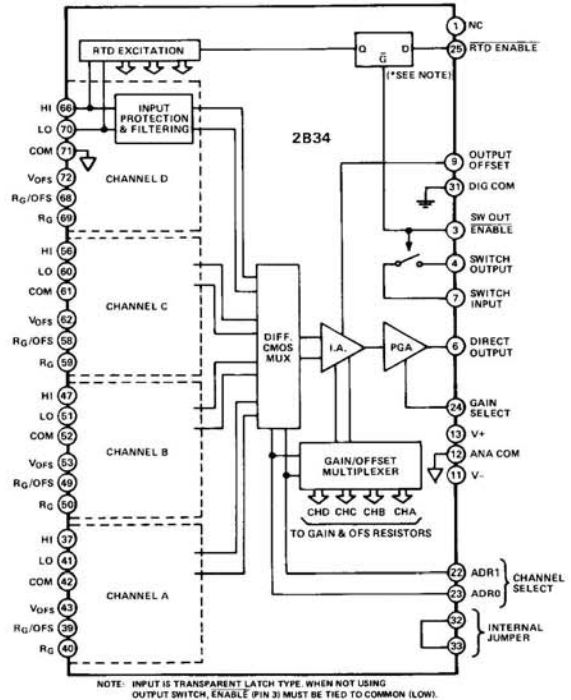 1 NC
RTD EXCITATION
Q D
G
25 RTD ENABLE
(*SEE NOTE)
HI 66
LO 70
COM 71
VOFS 72
RG/OFS 68
RG 69
INPUT
PROTECTION
& FILTERING
CHANNEL D
2B34
9 OUTPUT
OFFSET
31 DIG COM
3 SW OUT
ENABLE
4 SWITCH
OUTPUT
7 SWITCH
INPUT
HI 56
LO 60
COM 61
VOFS 62
RG/OFS 58
RG 59
CHANNEL C
DIFF.
CMOS
MUX
I.A.
PGA
6 DIRECT
OUTPUT
24 GAIN
SELECT
13 V+
12 ANA COM
11 V-
HI 47
LO 51
COM 52
VOFS 53
RG/OFS 49
RG 50
CHANNEL B
GAIN/OFFSET
MULTIPLEXER
CHD CHC CHB CHA
TO GAIN & OFS RESISTORS
HI 37
LO 41
COM 42
VOFS 43
RG/OFS 39
RG 40
CHANNEL A
22 ADR1
23 ADR0
CHANNEL
SELECT
32
33
INTERNAL
JUMPER
NOTE: INPUT IS TRANSPARENT LATCH TYPE. WHEN NOT USING
OUTPUT SWITCH, ENABLE (PIN 3) MUST BE TIED TO COMMON (LOW).